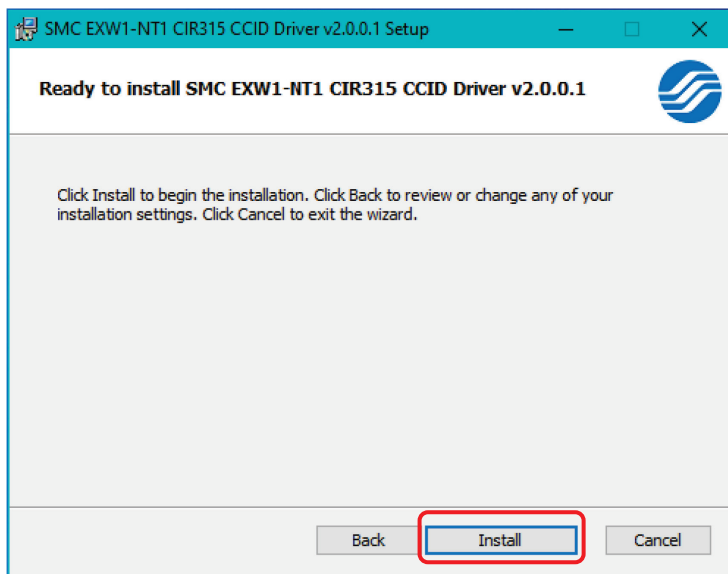 SMC EXW1-NT1 CIR315 CCID Driver v2.0.0.1 Setup
Ready to install SMC EXW1-NT1 CIR315 CCID Driver v2.0.0.1
Click Install to begin the installation. Click Back to review or change any of your
installation settings. Click Cancel to exit the wizard.
Back Install Cancel